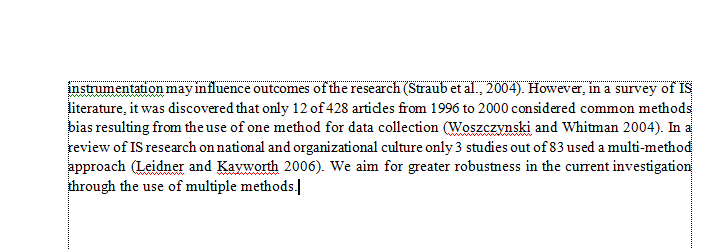 instrumentation may influence outcomes of the research (Straub et al., 2004). However, in a survey of IS
literature, it was discovered that only 12 of 428 articles from 1996 to 2000 considered common methods
bias resulting from the use of one method for data collection (Woszczynski and Whitman 2004). In a
review of IS research on national and organizational culture only 3 studies out of 83 used a multi-method
approach (Leidner and Kayworth 2006). We aim for greater robustness in the current investigation
through the use of multiple methods.